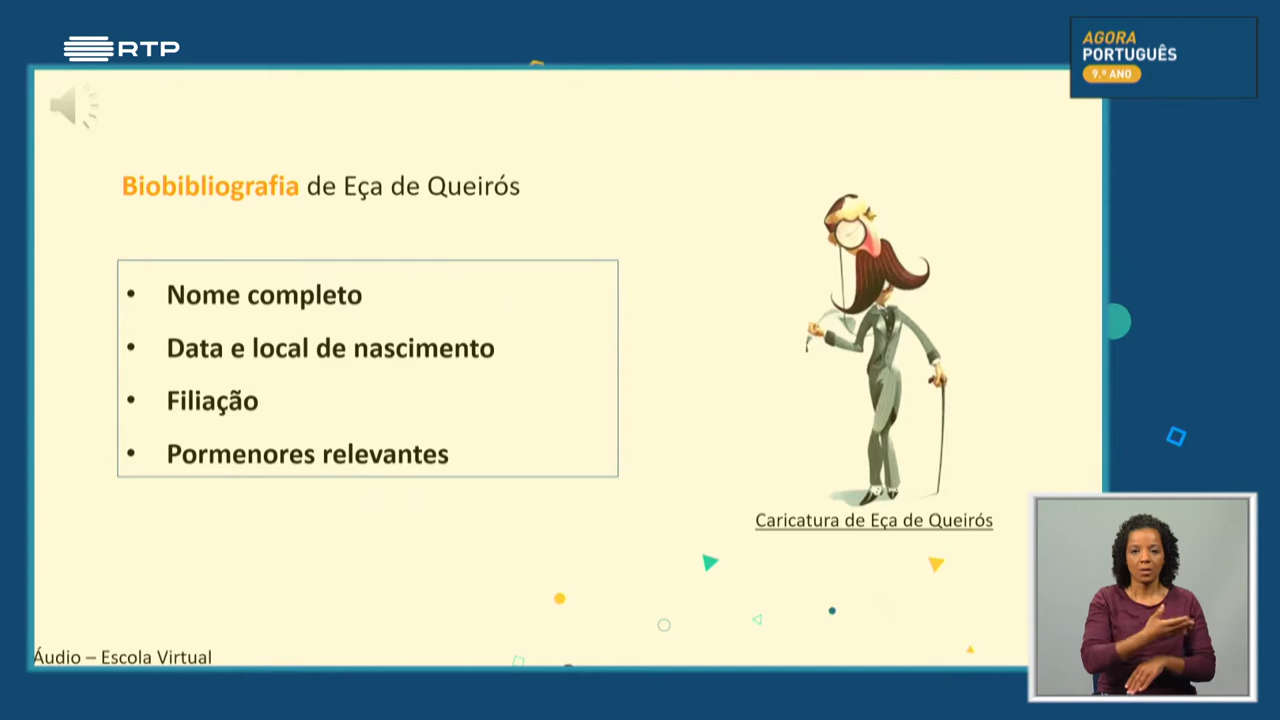 RTP
AGORA
PORTUGUÊS
9.º ANO
Biobibliografia de Eça de Queirós
• Nome completo
• Data e local de nascimento
• Filiação
• Pormenores relevantes
Caricatura de Eça de Queirós
Áudio – Escola Virtual